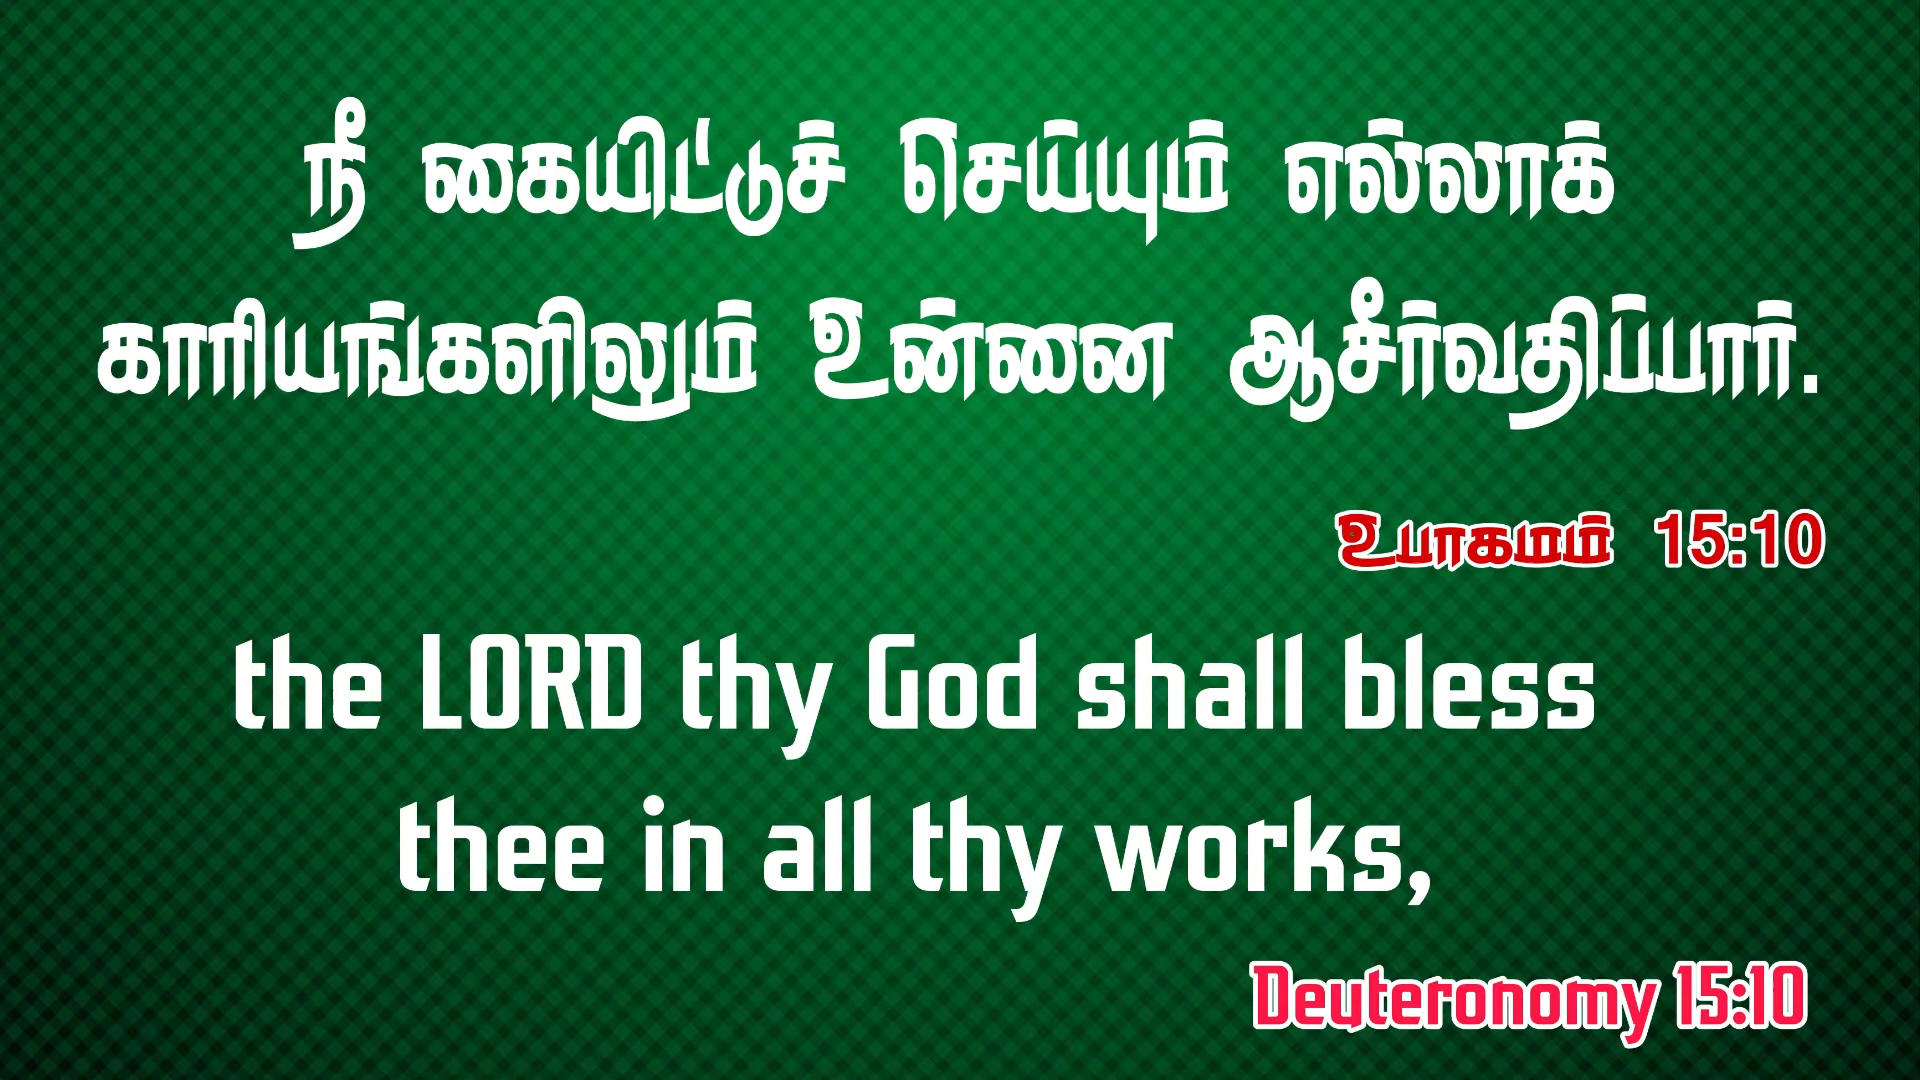 நீ கையிட்டுச் செய்யும் எல்லாக்
காரியங்களிலும் உன்னை ஆசீர்வதிப்பார்.
உபாகமம் 15:10
the LORD thy God shall bless
thee in all thy works,
Deuteronomy 15:10